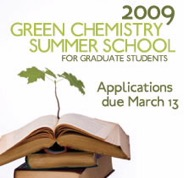 2009
GREEN CHEMISTRY
SUMMER SCHOOL
FOR GRADUATE STUDENTS
Applications
due March 13